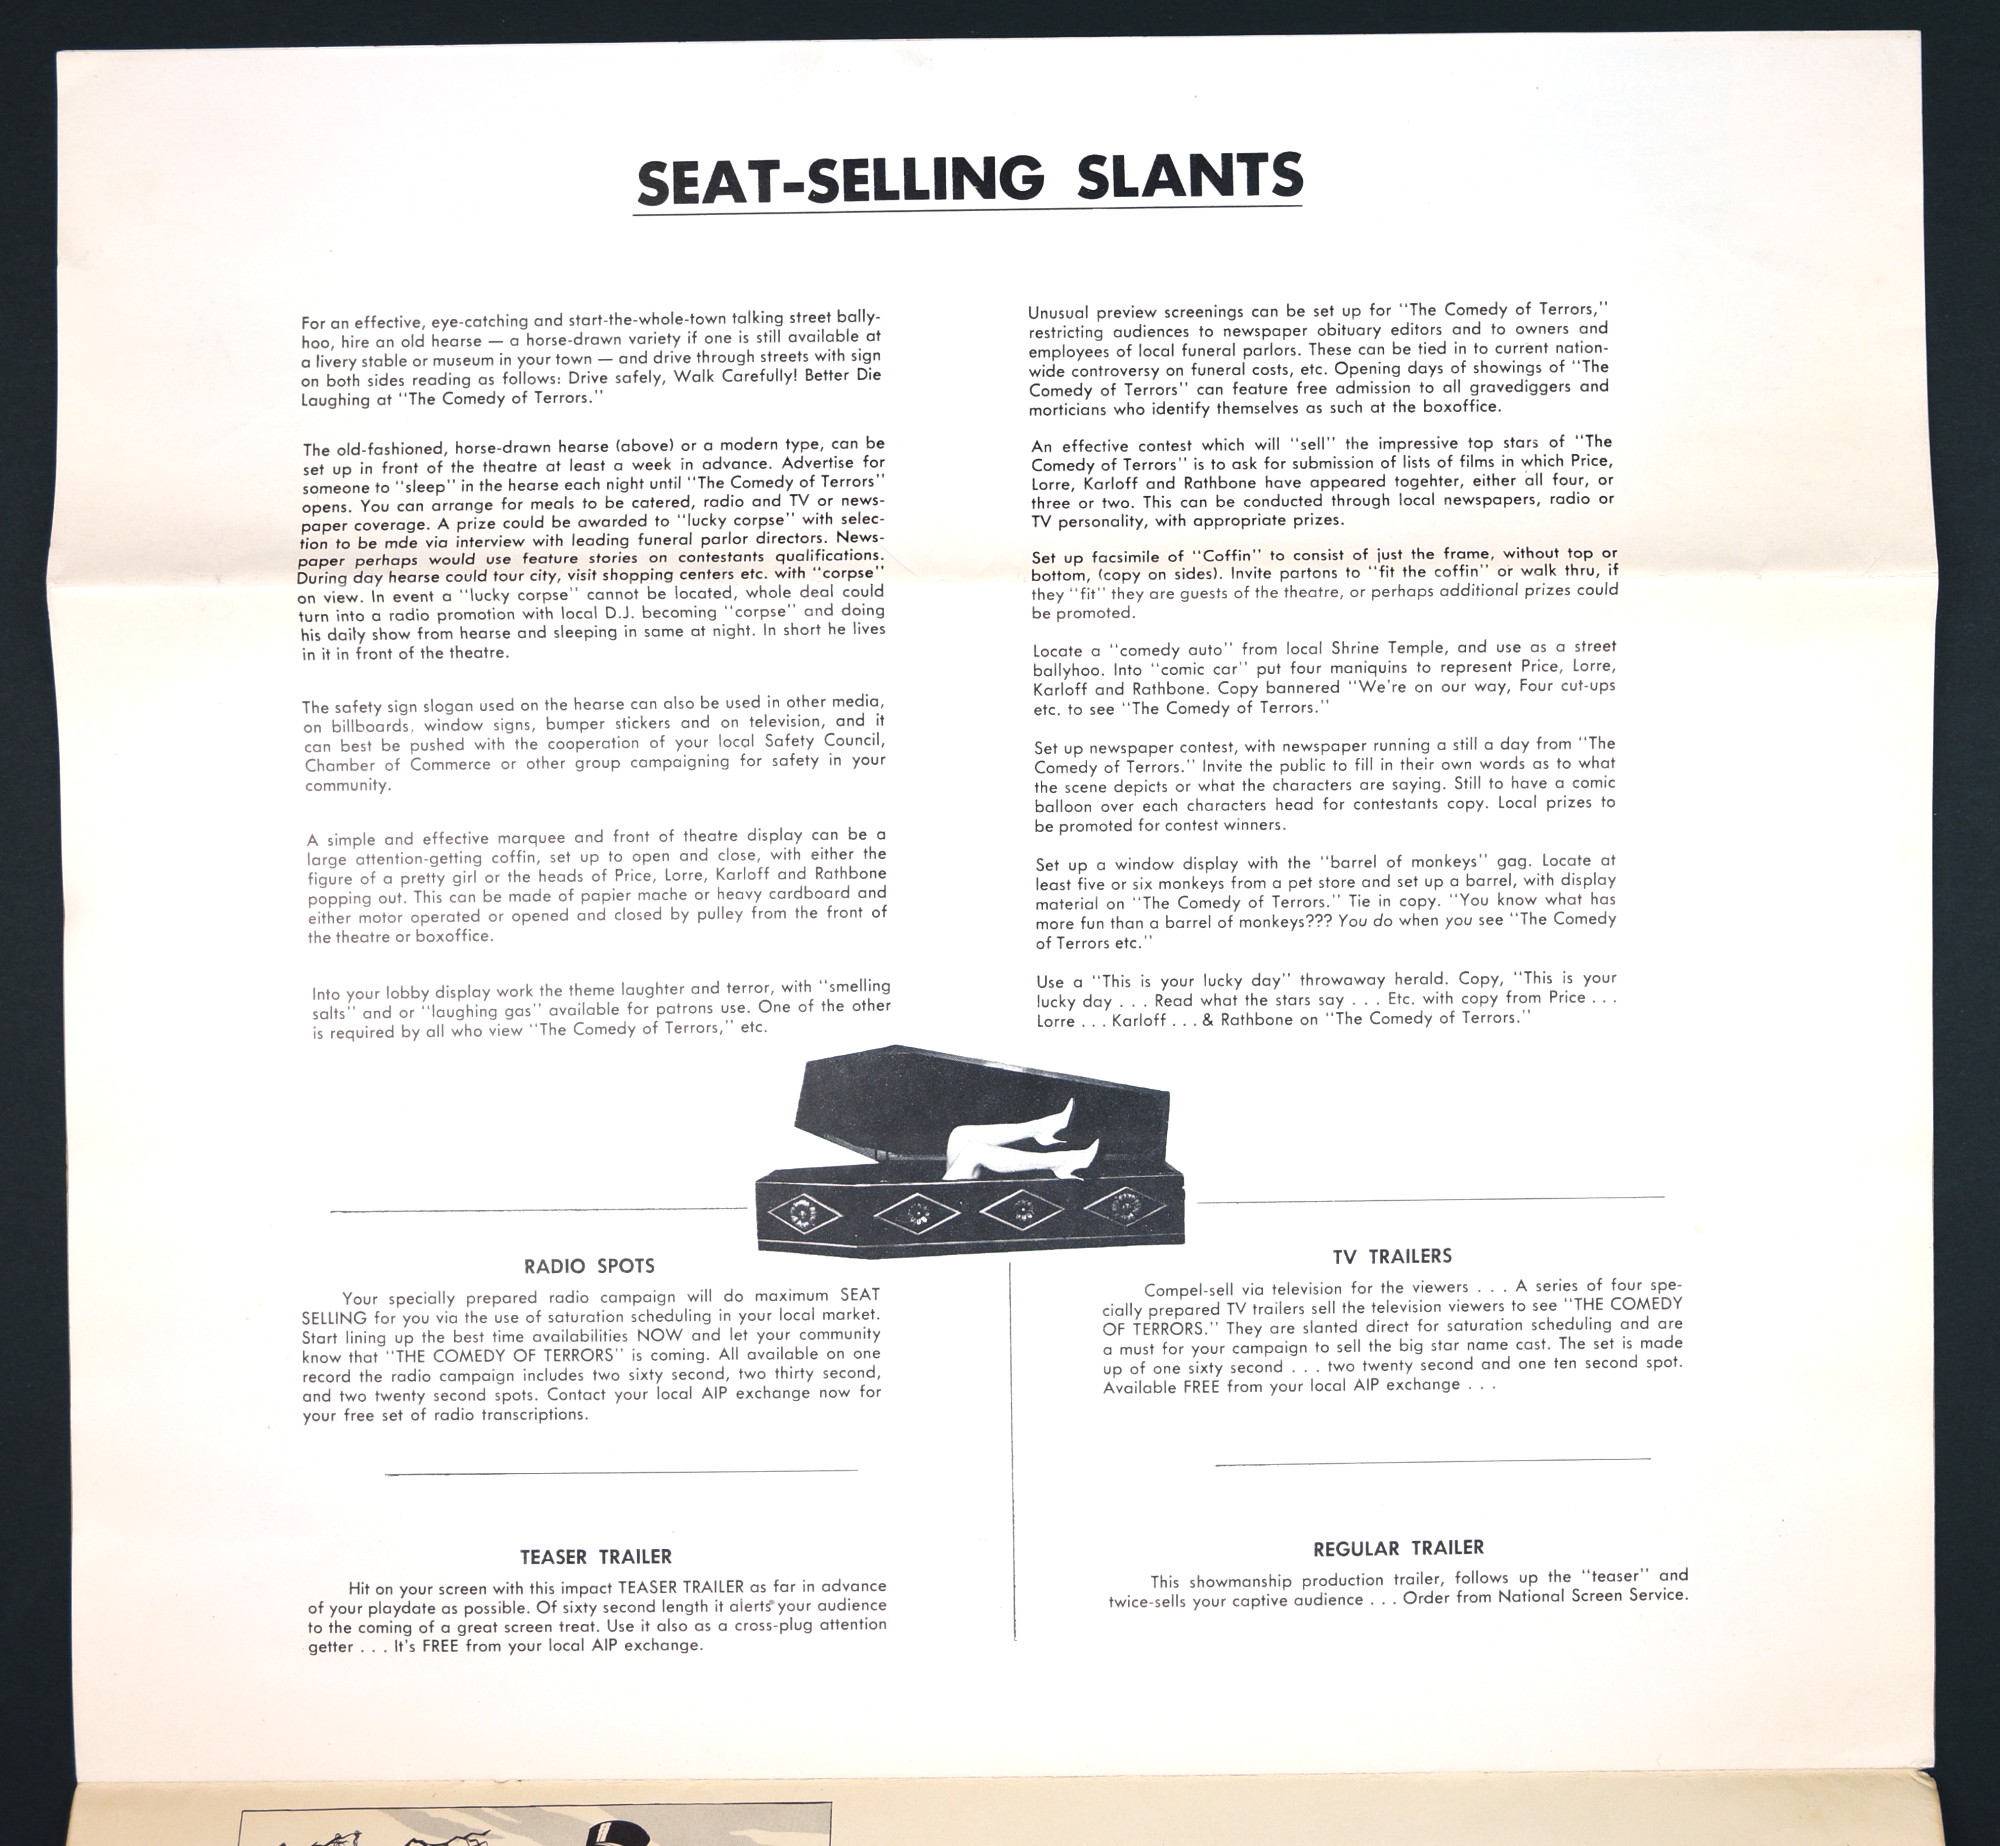 SEAT-SELLING SLANTS
For an effective, eye-catching and start-the-whole-town talking street bally-
hoo, hire an old hearse — a horse-drawn variety if one is still available at
a livery stable or museum in your town — and drive through streets with sign
on both sides reading as follows: Drive safely, Walk Carefully! Better Die
Laughing at "The Comedy of Terrors."
The old-fashioned, horse-drawn hearse (above) or a modern type, can be
set up in front of the theatre at least a week in advance. Advertise for
someone to "sleep" in the hearse each night until "The Comedy of Terrors"
opens. You can arrange for meals to be catered, radio and TV or news-
paper coverage. A prize could be awarded to "lucky corpse" with selec-
tion to be mde via interview with leading funeral parlor directors. News-
paper perhaps would use feature stories on contestants qualifications.
During day hearse could tour city, visit shopping centers etc. with "corpse"
on view. In event a "lucky corpse" cannot be located, whole deal could
turn into a radio promotion with local D.J. becoming "corpse" and doing
his daily show from hearse and sleeping in same at night. In short he lives
in it in front of the theatre.
The safety sign slogan used on the hearse can also be used in other media,
on billboards, window signs, bumper stickers and on television, and it
can best be pushed with the cooperation of your local Safety Council,
Chamber of Commerce or other group campaigning for safety in your
community.
A simple and effective marquee and front of theatre display can be a
large attention-getting coffin, set up to open and close, with either the
figure of a pretty girl or the heads of Price, Lorre, Karloff and Rathbone
popping out. This can be made of papier mache or heavy cardboard and
either motor operated or opened and closed by pulley from the front of
the theatre or boxoffice.
Into your lobby display work the theme laughter and terror, with "smelling
salts" and or "laughing gas" available for patrons use. One of the other
is required by all who view "The Comedy of Terrors," etc.
Unusual preview screenings can be set up for "The Comedy of Terrors,"
restricting audiences to newspaper obituary editors and to owners and
employees of local funeral parlors. These can be tied in to current nation-
wide controversy on funeral costs, etc. Opening days of showings of "The
Comedy of Terrors" can feature free admission to all gravediggers and
morticians who identify themselves as such at the boxoffice.
An effective contest which will "sell" the impressive top stars of "The
Comedy of Terrors" is to ask for submission of lists of films in which Price,
Lorre, Karloff and Rathbone have appeared togehter, either all four, or
three or two. This can be conducted through local newspapers, radio or
TV personality, with appropriate prizes.
Set up facsimile of "Coffin" to consist of just the frame, without top or
bottom, (copy on sides). Invite partons to "fit the coffin" or walk thru, if
they "fit" they are guests of the theatre, or perhaps additional prizes could
be promoted.
Locate a "comedy auto" from local Shrine Temple, and use as a street
ballyhoo. Into "comic car" put four maniquins to represent Price, Lorre,
Karloff and Rathbone. Copy bannered "We're on our way, Four cut-ups
etc. to see "The Comedy of Terrors."
Set up newspaper contest, with newspaper running a still a day from "The
Comedy of Terrors." Invite the public to fill in their own words as to what
the scene depicts or what the characters are saying. Still to have a comic
balloon over each characters head for contestants copy. Local prizes to
be promoted for contest winners.
Set up a window display with the "barrel of monkeys" gag. Locate at
least five or six monkeys from a pet store and set up a barrel, with display
material on "The Comedy of Terrors." Tie in copy. "You know what has
more fun than a barrel of monkeys??? You do when you see "The Comedy
of Terrors etc."
Use a "This is your lucky day" throwaway herald. Copy, "This is your
lucky day . . . Read what the stars say . . . Etc. with copy from Price . . .
Lorre . . . Karloff . . . & Rathbone on "The Comedy of Terrors."
RADIO SPOTS
Your specially prepared radio campaign will do maximum SEAT
SELLING for you via the use of saturation scheduling in your local market.
Start lining up the best time availabilities NOW and let your community
know that "THE COMEDY OF TERRORS" is coming. All available on one
record the radio campaign includes two sixty second, two thirty second,
and two twenty second spots. Contact your local AIP exchange now for
your free set of radio transcriptions.
TV TRAILERS
Compel-sell via television for the viewers . . . A series of four spe-
cially prepared TV trailers sell the television viewers to see "THE COMEDY
OF TERRORS." They are slanted direct for saturation scheduling and are
a must for your campaign to sell the big star name cast. The set is made
up of one sixty second . . . two twenty second and one ten second spot.
Available FREE from your local AIP exchange . . .
TEASER TRAILER
Hit on your screen with this impact TEASER TRAILER as far in advance
of your playdate as possible. Of sixty second length it alerts your audience
to the coming of a great screen treat. Use it also as a cross-plug attention
getter . . . It's FREE from your local AIP exchange.
REGULAR TRAILER
This showmanship production trailer, follows up the "teaser" and
twice-sells your captive audience . . . Order from National Screen Service.